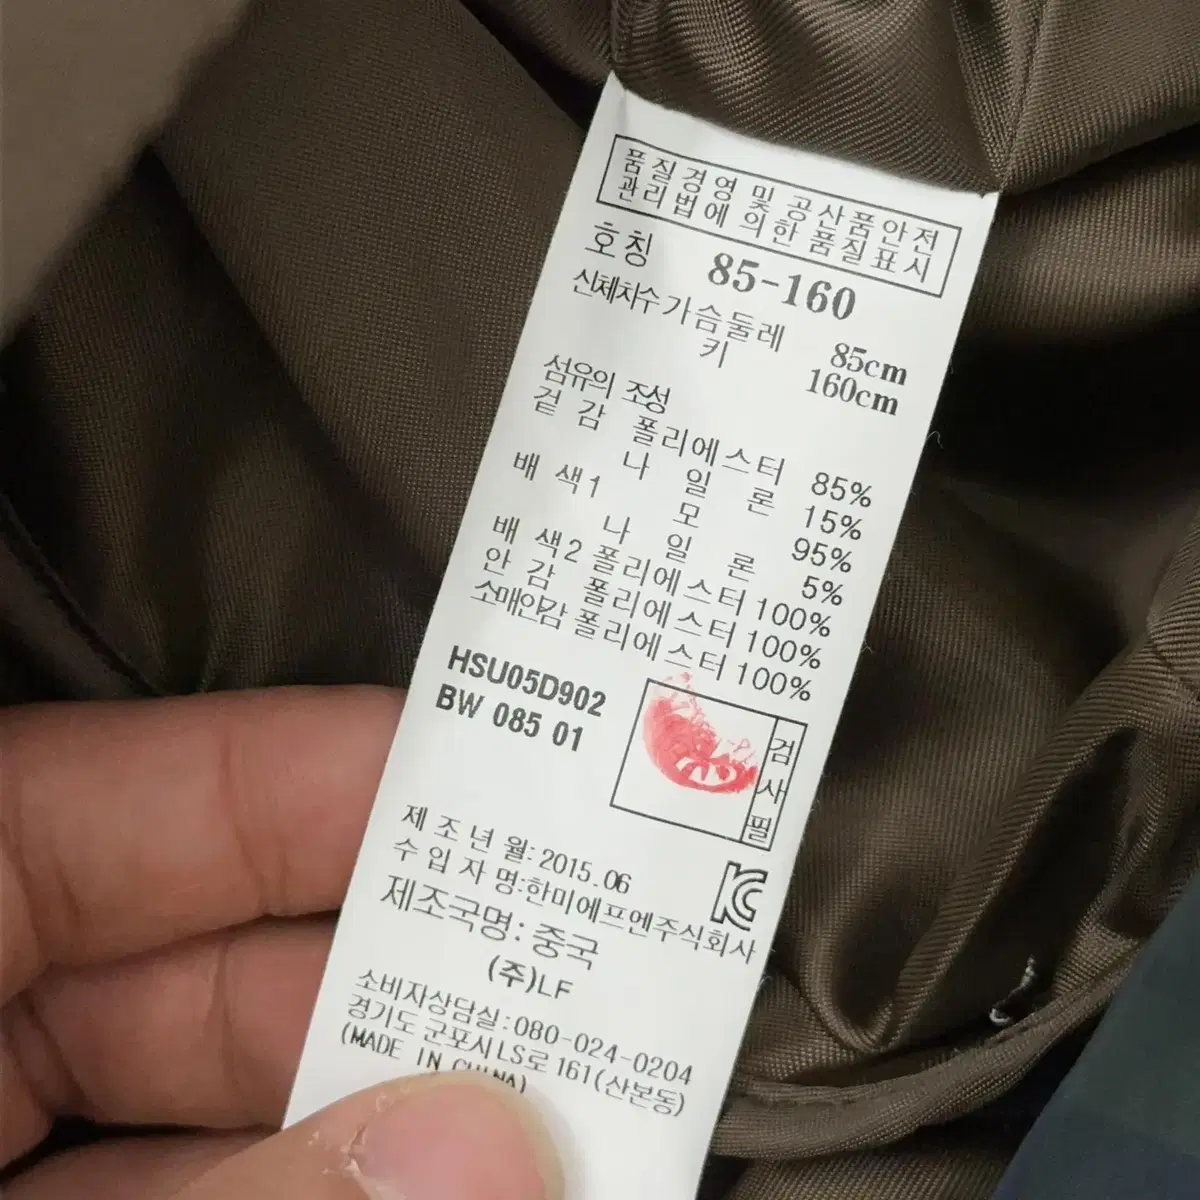 품질경영 및 공산품안전
관리법에 의한 품질표시
호칭 85-160
신체치수 가슴둘레 85cm
키 160cm
섬유의 조성
겉 감 폴리에스터 85%
나 일 론 15%
배 색1 모 95%
나 일 론 5%
배 색2 폴리에스터 100%
안 감 폴리에스터 100%
소매안감 폴리에스터 100%
HSU05D902
BW 085 01
검사필
제조년월: 2015.06
수입자명:한미에프엔주식회사
제조국명: 중국
(주)LF
소비자상담실:080-024-0204
경기도 군포시 LS로 161(산본동)
(MADE IN CHINA)